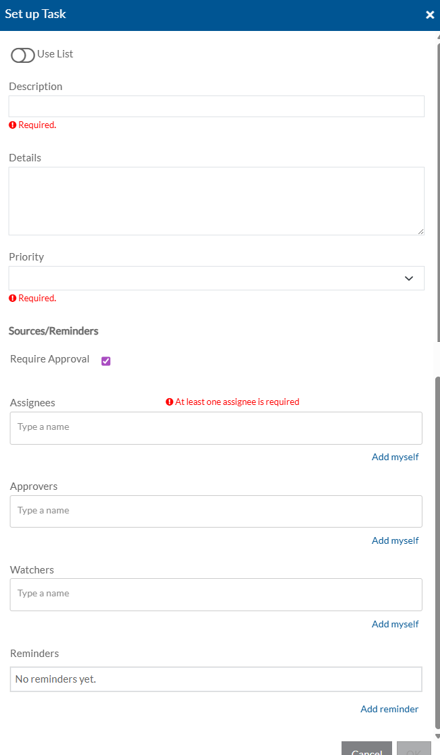 Set up Task
Use List
Description
Required.
Details
Priority
Required.
Sources/Reminders
Require Approval
Assignees
At least one assignee is required
Type a name
Add myself
Approvers
Type a name
Add myself
Watchers
Type a name
Add myself
Reminders
No reminders yet.
Add reminder
Cancel